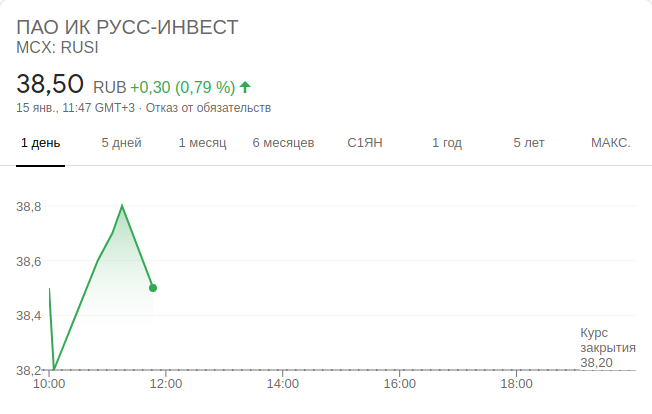 ПАО ИК РУСС-ИНВЕСТ
MCX: RUSI
38,50 RUB +0,30 (0,79 %)
15 янв., 11:47 GMT+3 · Отказ от обязательств
1 день 5 дней 1 месяц 6 месяцев С1ЯН 1 год 5 лет МАКС.
38,8
38,6
38,4
38,2
Курс
закрытия
38,20
10:00 12:00 14:00 16:00 18:00